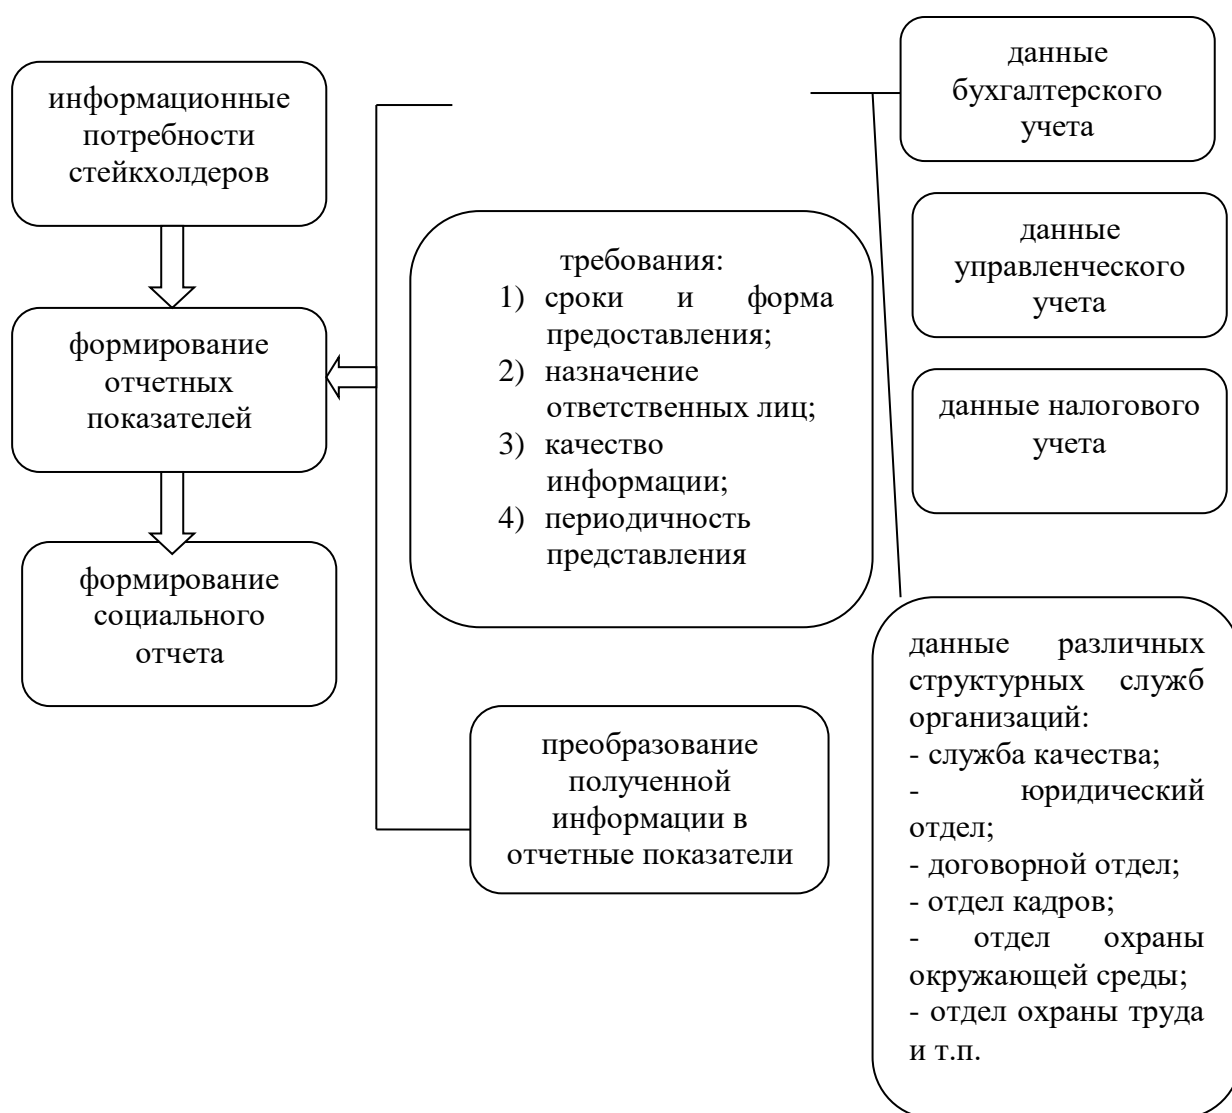 информационные
потребности
стейкхолдеров
формирование
отчетных
показателей
формирование
социального
отчета
требования:
1) сроки и форма
предоставления;
2) назначение
ответственных лиц;
3) качество
информации;
4) периодичность
представления
преобразование
полученной
информации в
отчетные показатели
данные
бухгалтерского
учета
данные
управленческого
учета
данные налогового
учета
данные различных
структурных служб
организаций:
- служба качества;
- юридический
отдел;
- договорной отдел;
- отдел кадров;
- отдел охраны
окружающей среды;
- отдел охраны труда
и т.п.